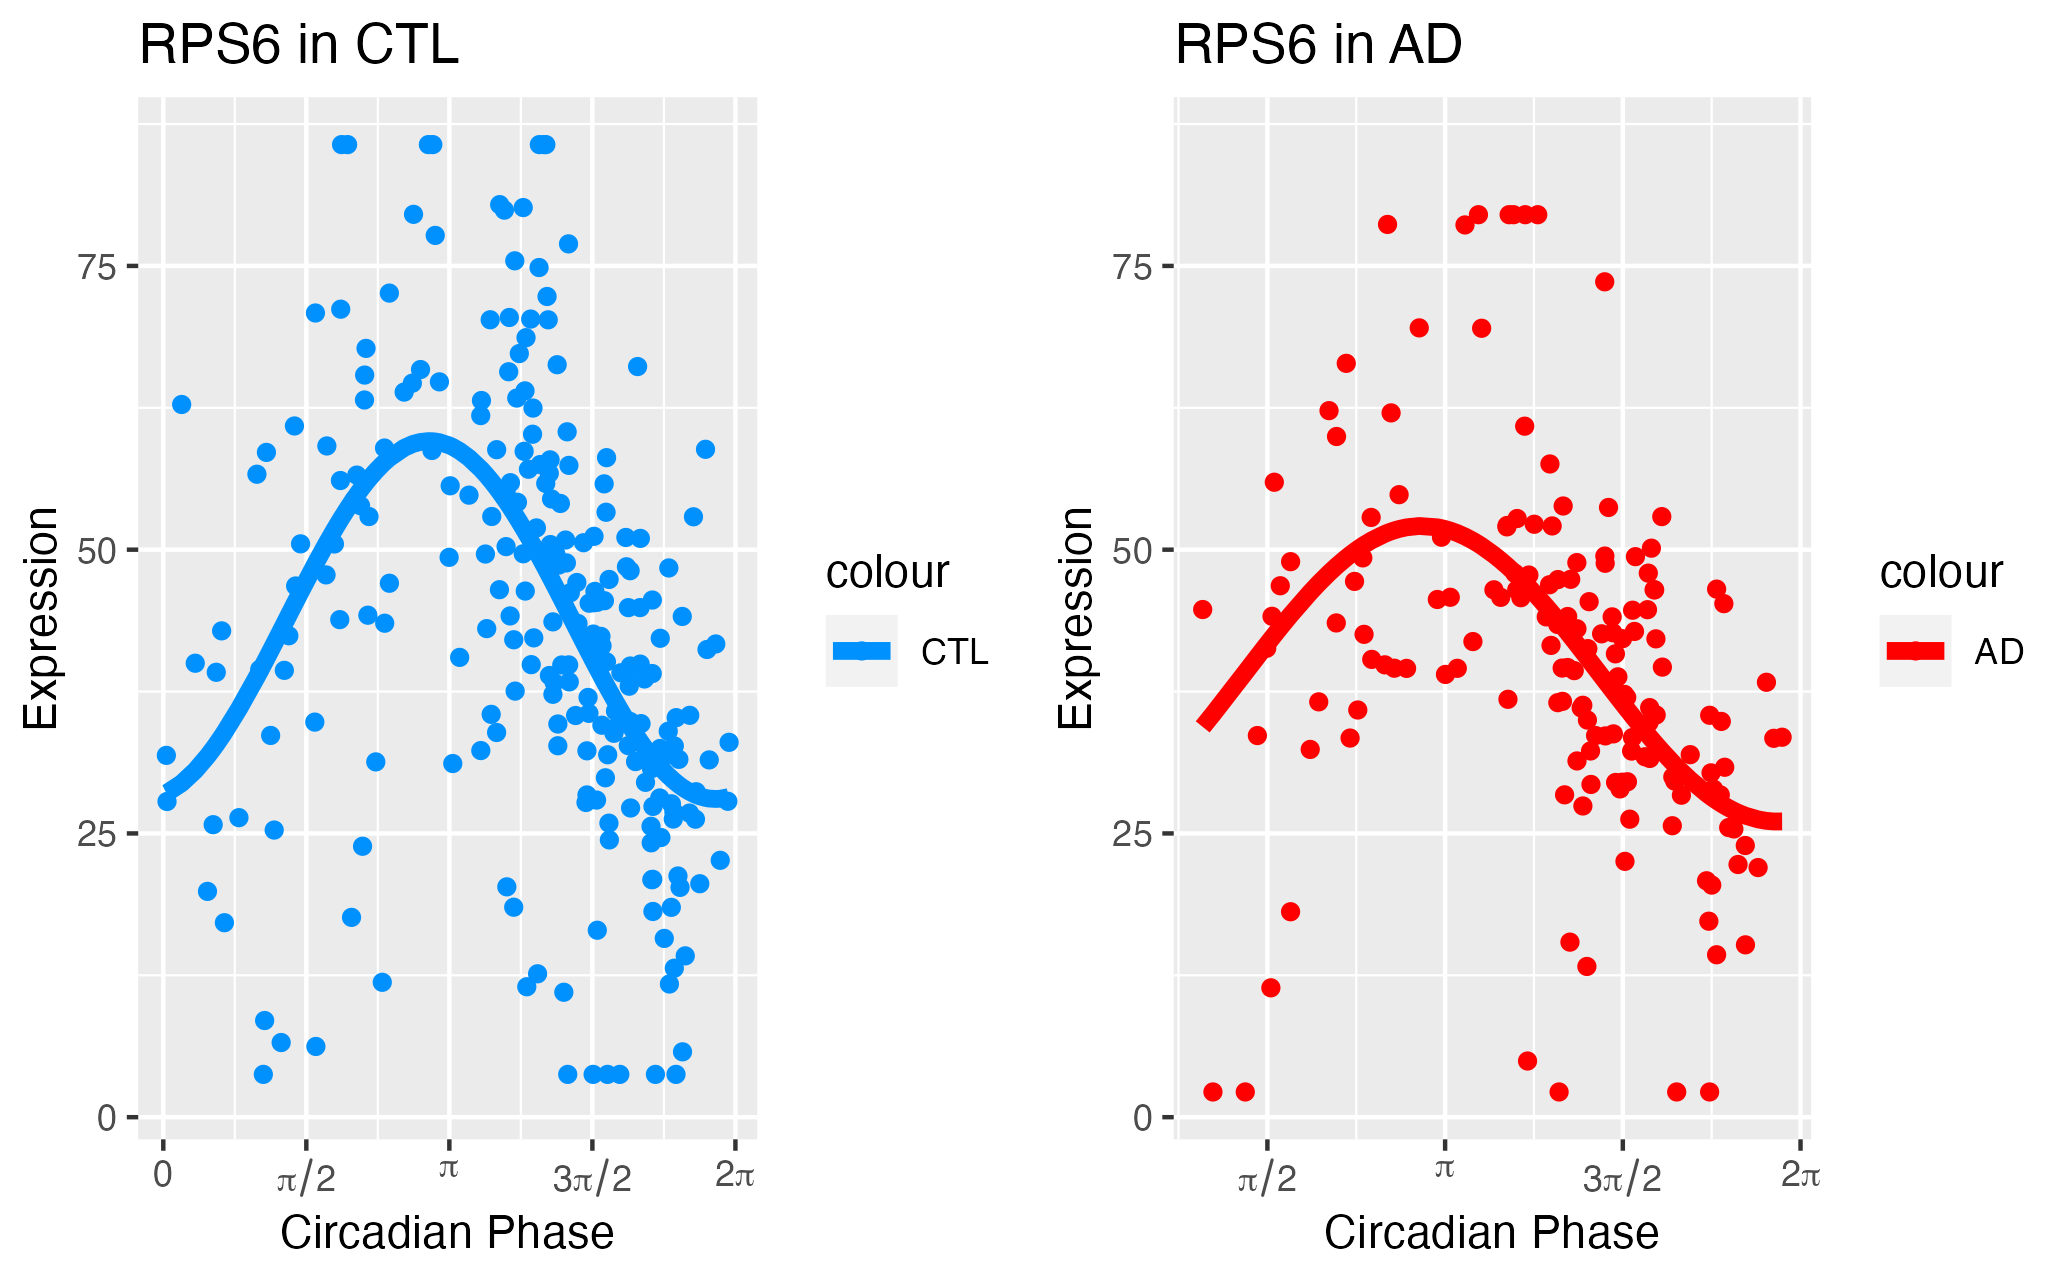 RPS6 in CTL
Expression
75
50
25
0
0 π/2 π 3π/2 2π
Circadian Phase
colour
CTL
RPS6 in AD
Expression
75
50
25
0
π/2 π 3π/2 2π
Circadian Phase
colour
AD